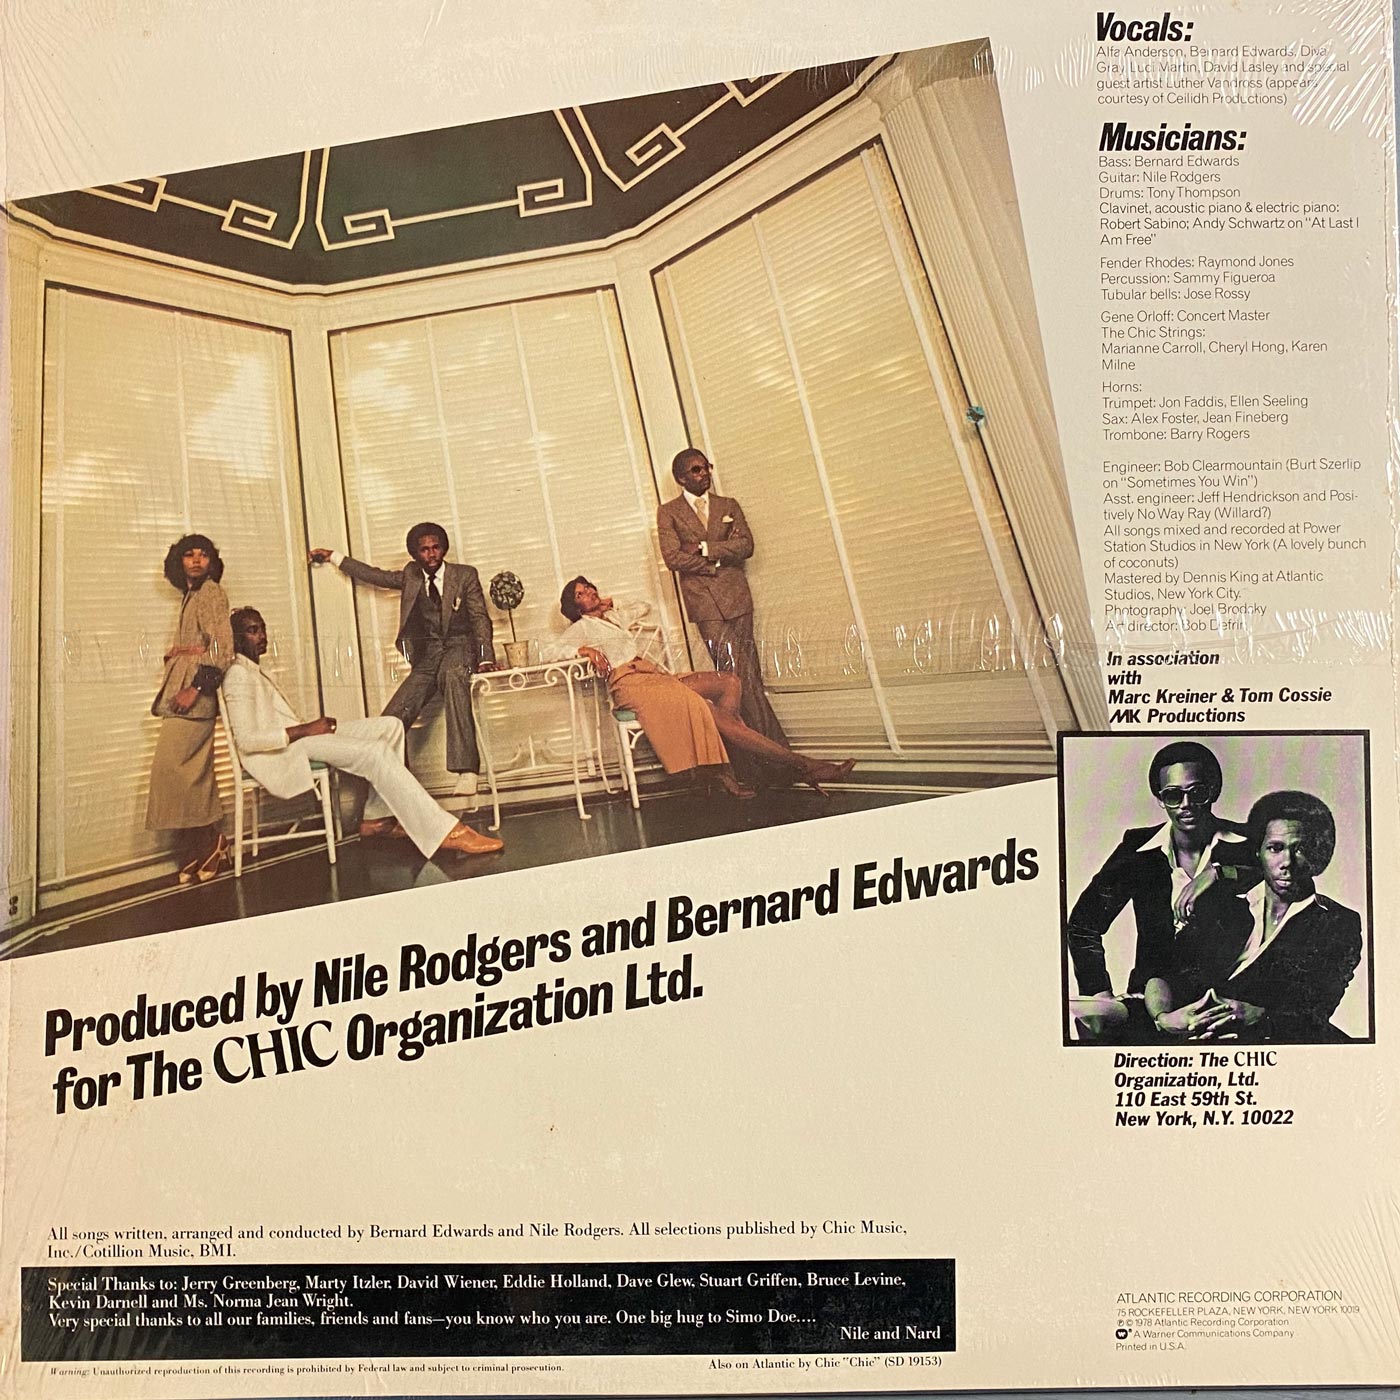 Vocals:
Alfa Anderson, Bernard Edwards, Diva
Gray, Luci Martin, David Lasley and special
guest artist Luther Vandross (appears
courtesy of Ceilidh Productions)
Musicians:
Bass: Bernard Edwards
Guitar: Nile Rodgers
Drums: Tony Thompson
Clavinet, acoustic piano & electric piano:
Robert Sabino; Andy Schwartz on "At Last I
Am Free"
Fender Rhodes: Raymond Jones
Percussion: Sammy Figueroa
Tubular bells: Jose Rossy
Gene Orloff: Concert Master
The Chic Strings:
Marianne Carroll, Cheryl Hong, Karen
Milne
Horns:
Trumpet: Jon Faddis, Ellen Seeling
Sax: Alex Foster, Jean Fineberg
Trombone: Barry Rogers
Engineer: Bob Clearmountain (Burt Szerlip
on "Sometimes You Win")
Asst. engineer: Jeff Hendrickson and Posi-
tively No Way Ray (Willard?)
All songs mixed and recorded at Power
Station Studios in New York (A lovely bunch
of coconuts)
Mastered by Dennis King at Atlantic
Studios, New York City.
Photography: Joel Brodsky
Art director: Bob Defrin
In association
with
Marc Kreiner & Tom Cossie
MK Productions
Produced by Nile Rodgers and Bernard Edwards
for The CHIC Organization Ltd.
Direction: The CHIC
Organization, Ltd.
110 East 59th St.
New York, N.Y. 10022
All songs written, arranged and conducted by Bernard Edwards and Nile Rodgers. All selections published by Chic Music,
Inc./Cotillion Music, BMI.
Special Thanks to: Jerry Greenberg, Marty Itzler, David Wiener, Eddie Holland, Dave Glew, Stuart Griffen, Bruce Levine,
Kevin Darnell and Ms. Norma Jean Wright.
Very special thanks to all our families, friends and fans—you know who you are. One big hug to Simo Doe....
Nile and Nard
Warning: Unauthorized reproduction of this recording is prohibited by Federal law and subject to criminal prosecution.
Also on Atlantic by Chic "Chic" (SD 19153)
ATLANTIC RECORDING CORPORATION
75 ROCKEFELLER PLAZA, NEW YORK, NEW YORK 10019
℗ © 1978 Atlantic Recording Corporation
A Warner Communications Company
Printed in U.S.A.